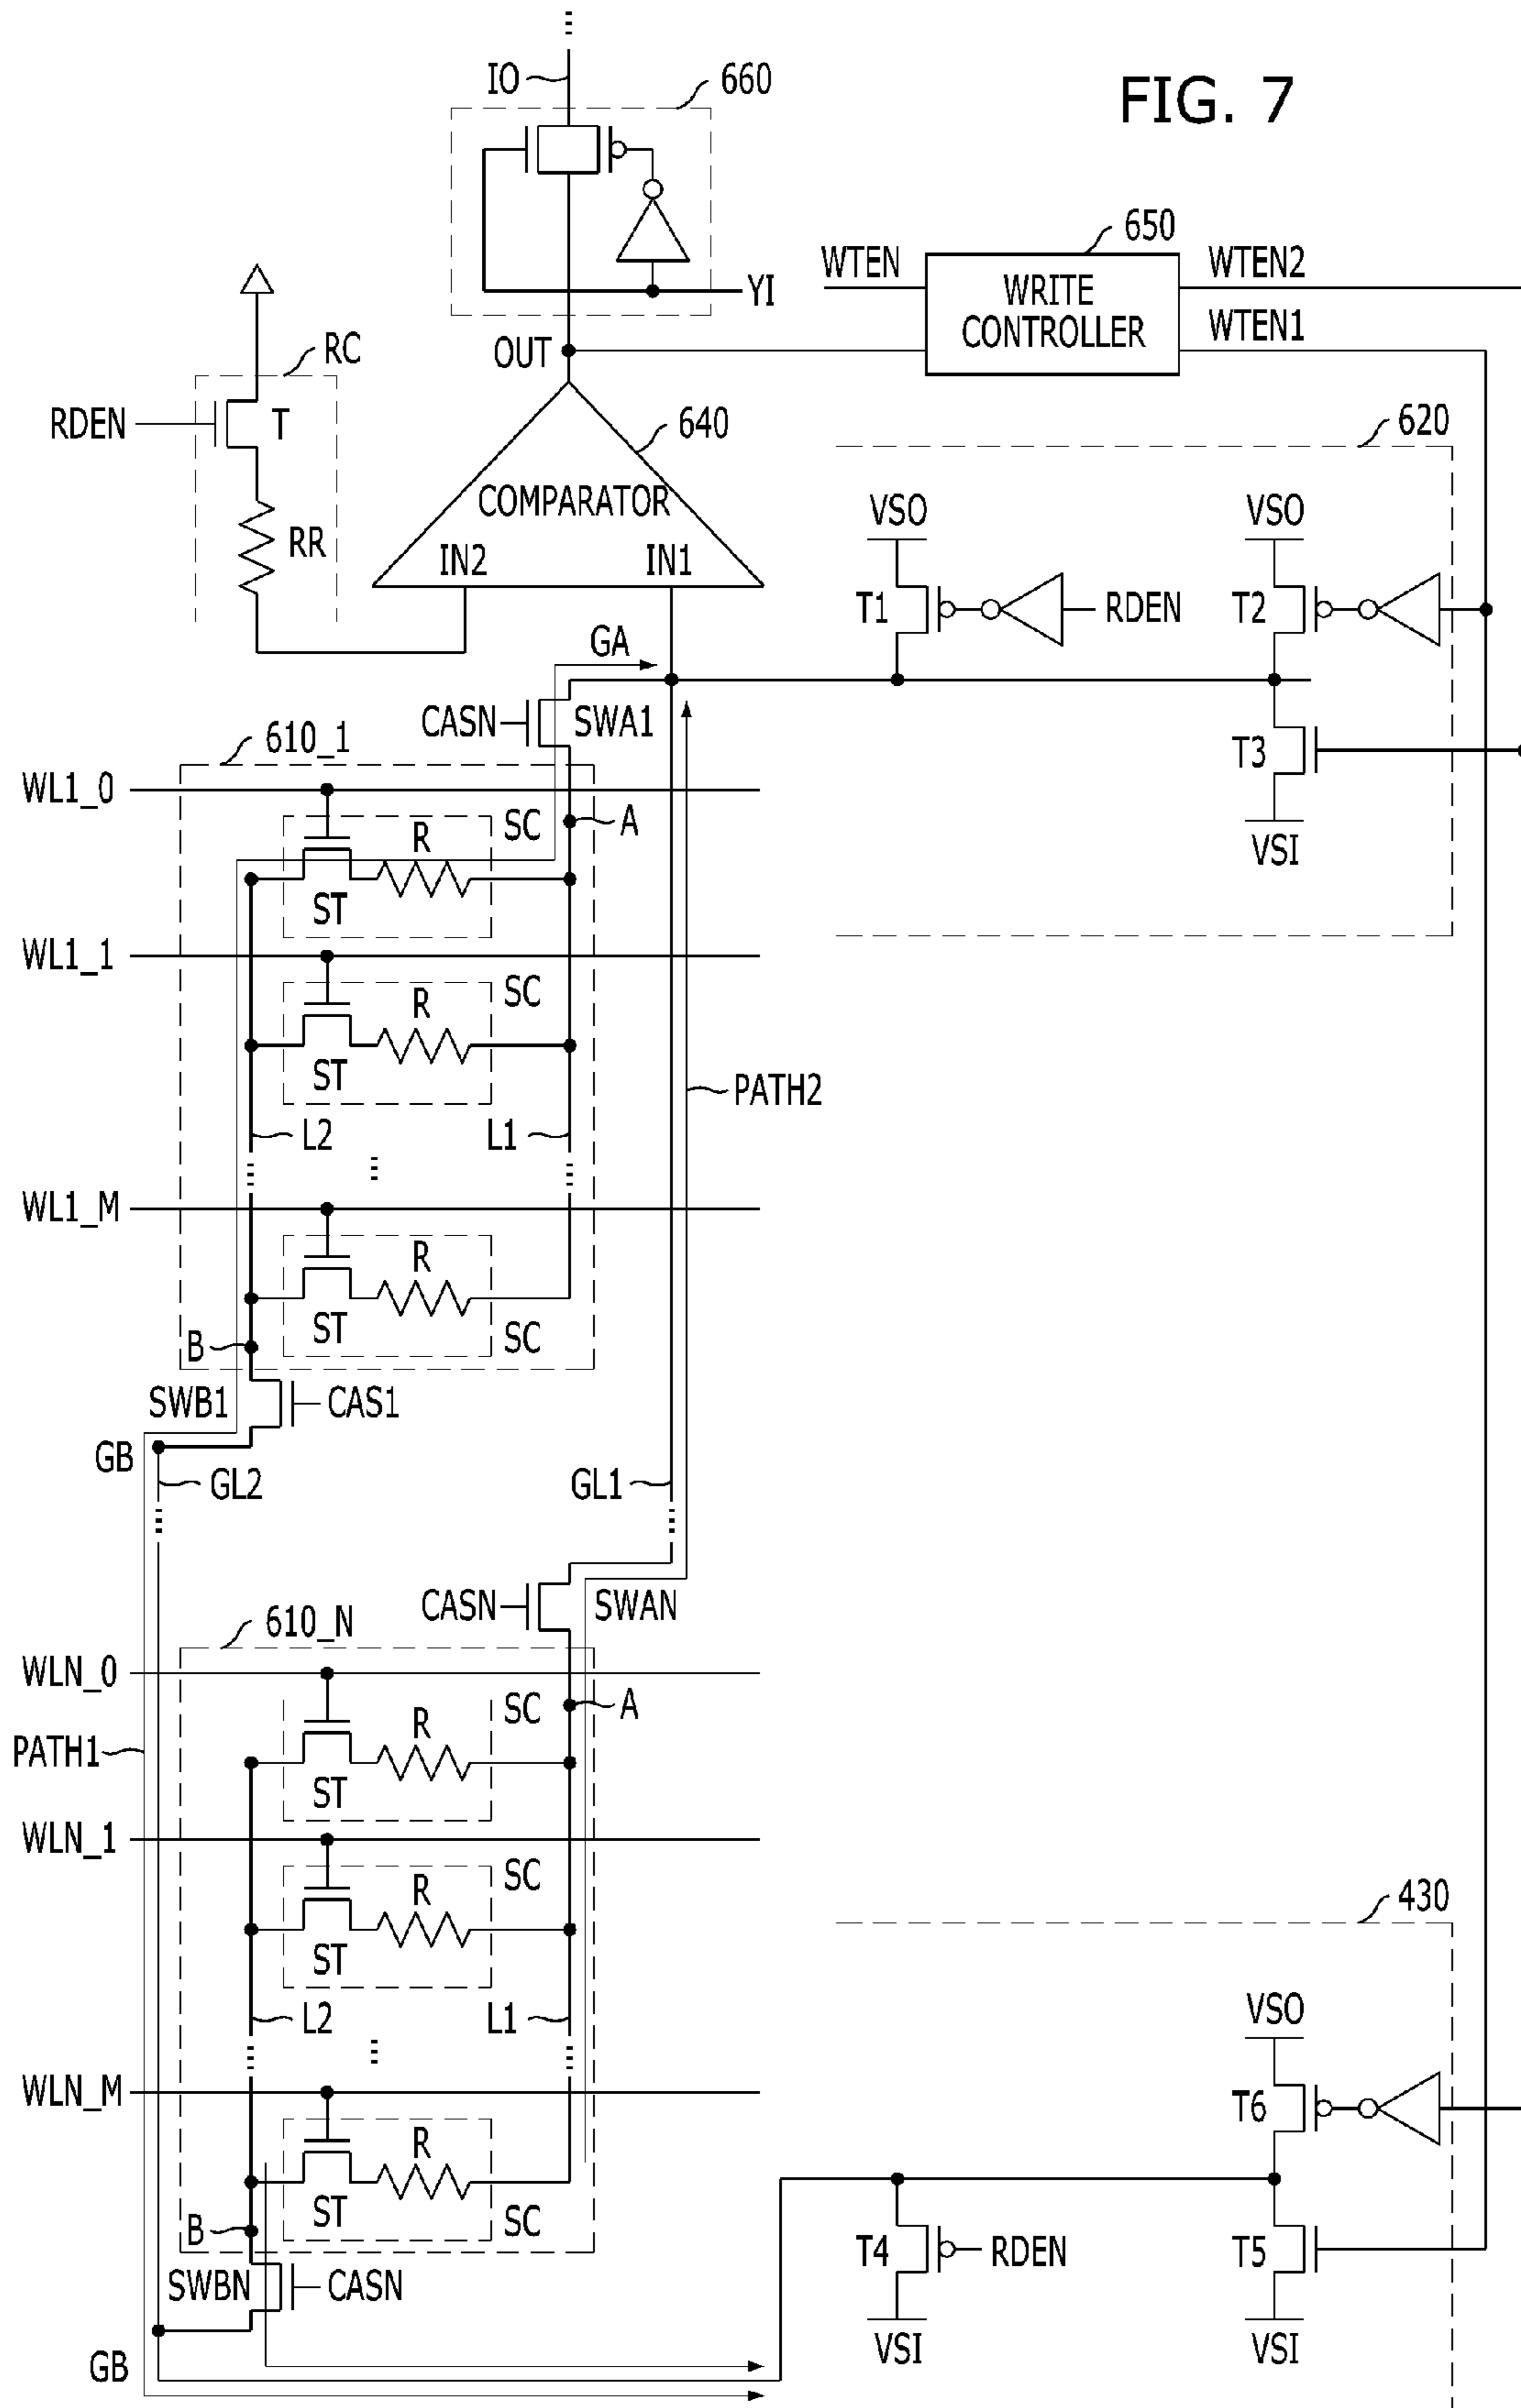 FIG. 7
IO
660
650
WTEN
WRITE
CONTROLLER
WTEN2
WTEN1
YI
OUT
RC
RDEN
T
RR
640
COMPARATOR
IN2
IN1
620
VSO
VSO
T1
RDEN
T2
GA
CASN
SWA1
T3
VSI
610_1
WL1_0
SC
A
R
ST
WL1_1
SC
R
ST
PATH2
L2
L1
WL1_M
R
ST
SC
B
SWB1
CAS1
GB
GL2
GL1
CASN
SWAN
610_N
WLN_0
SC
A
R
ST
PATH1
WLN_1
SC
R
ST
430
L2
L1
VSO
WLN_M
T6
R
ST
SC
B
T4
RDEN
T5
SWBN
CASN
VSI
VSI
GB